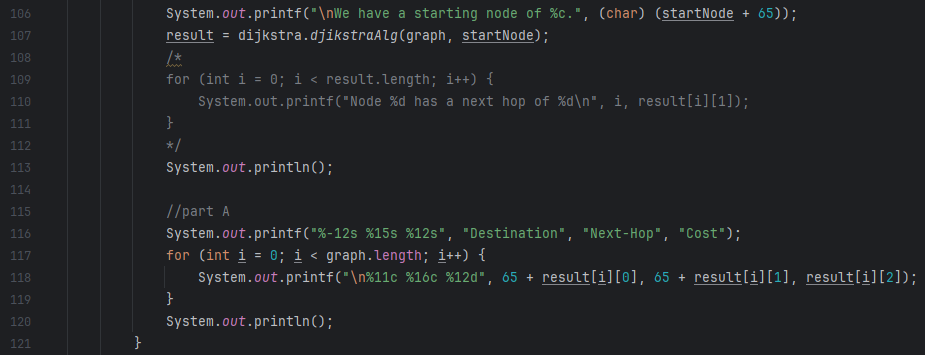 106 System.out.printf("\nWe have a starting node of %c.", (char) (startNode + 65));
107 result = dijkstra.djikstraAlg(graph, startNode);
108 /*
109 for (int i = 0; i < result.length; i++) {
110     System.out.printf("Node %d has a next hop of %d\n", i, result[i][1]);
111 }
112 */
113 System.out.println();
114
115 //part A
116 System.out.printf("%-12s %15s %12s", "Destination", "Next-Hop", "Cost");
117 for (int i = 0; i < graph.length; i++) {
118     System.out.printf("\n%11c %16c %12d", 65 + result[i][0], 65 + result[i][1], result[i][2]);
119 }
120 System.out.println();
121 }